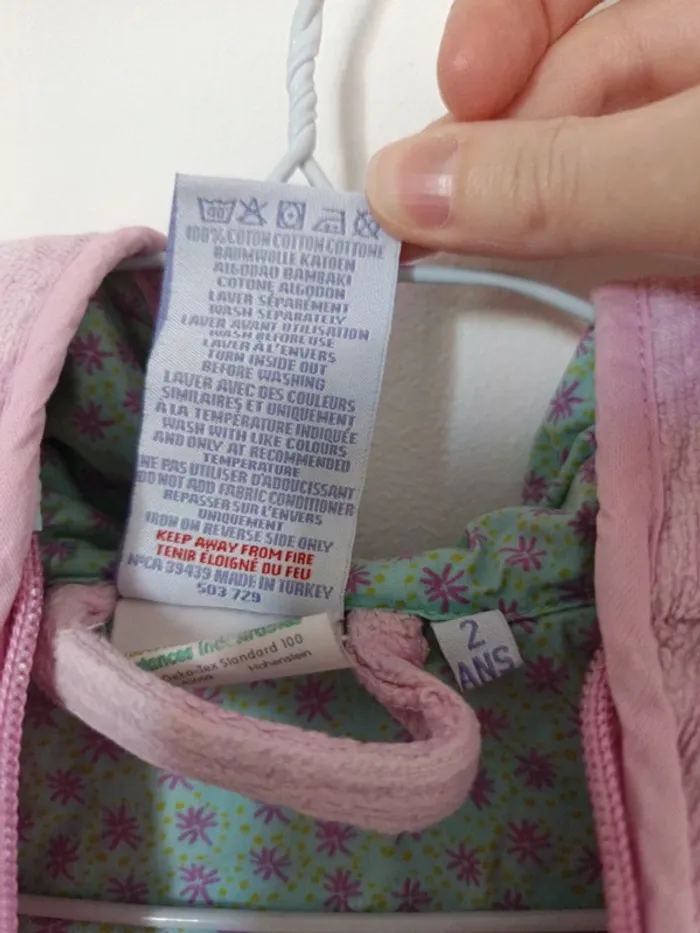 40
100% COTON COTTON COTTONE
BAUMWOLLE KATOEN
ALGODAO BAMBAKI
COTONE ALGODON
LAVER SÉPARÉMENT
WASH SEPARATELY
LAVER AVANT UTILISATION
WASH BEFORE USE
LAVER À L'ENVERS
TURN INSIDE OUT
BEFORE WASHING
LAVER AVEC DES COULEURS
SIMILAIRES ET UNIQUEMENT
À LA TEMPÉRATURE INDIQUÉE
WASH WITH LIKE COLOURS
AND ONLY AT RECOMMENDED
TEMPERATURE
NE PAS UTILISER D'ADOUCISSANT
DO NOT ADD FABRIC CONDITIONER
REPASSER SUR L'ENVERS
UNIQUEMENT
IRON ON REVERSE SIDE ONLY
KEEP AWAY FROM FIRE
TENIR ÉLOIGNÉ DU FEU
N°CA 39439 MADE IN TURKEY
503 729
Oeko-Tex Standard 100
Hohenstein
2
ANS